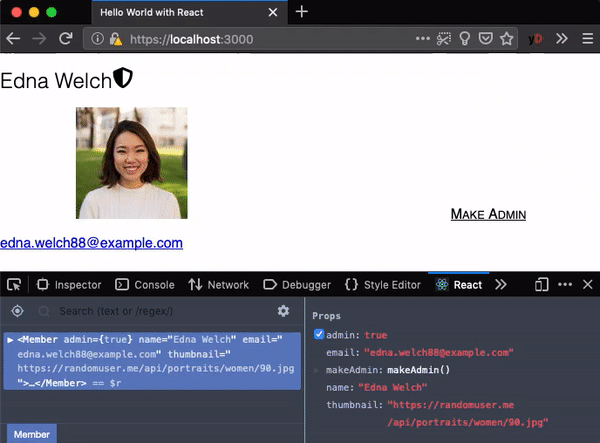 Hello World with React
https://localhost:3000
Edna Welch
MAKE ADMIN
edna.welch88@example.com
Inspector Console Network Debugger Style Editor React
Search (text or /regex/)
<Member admin={true} name="Edna Welch" email="
edna.welch88@example.com" thumbnail="
https://randomuser.me/api/portraits/women/90.jpg
">…</Member> == $r
Member
Props
admin: true
email: "edna.welch88@example.com"
makeAdmin: makeAdmin()
name: "Edna Welch"
thumbnail: "https://randomuser.me
/api/portraits/women/90.jpg"